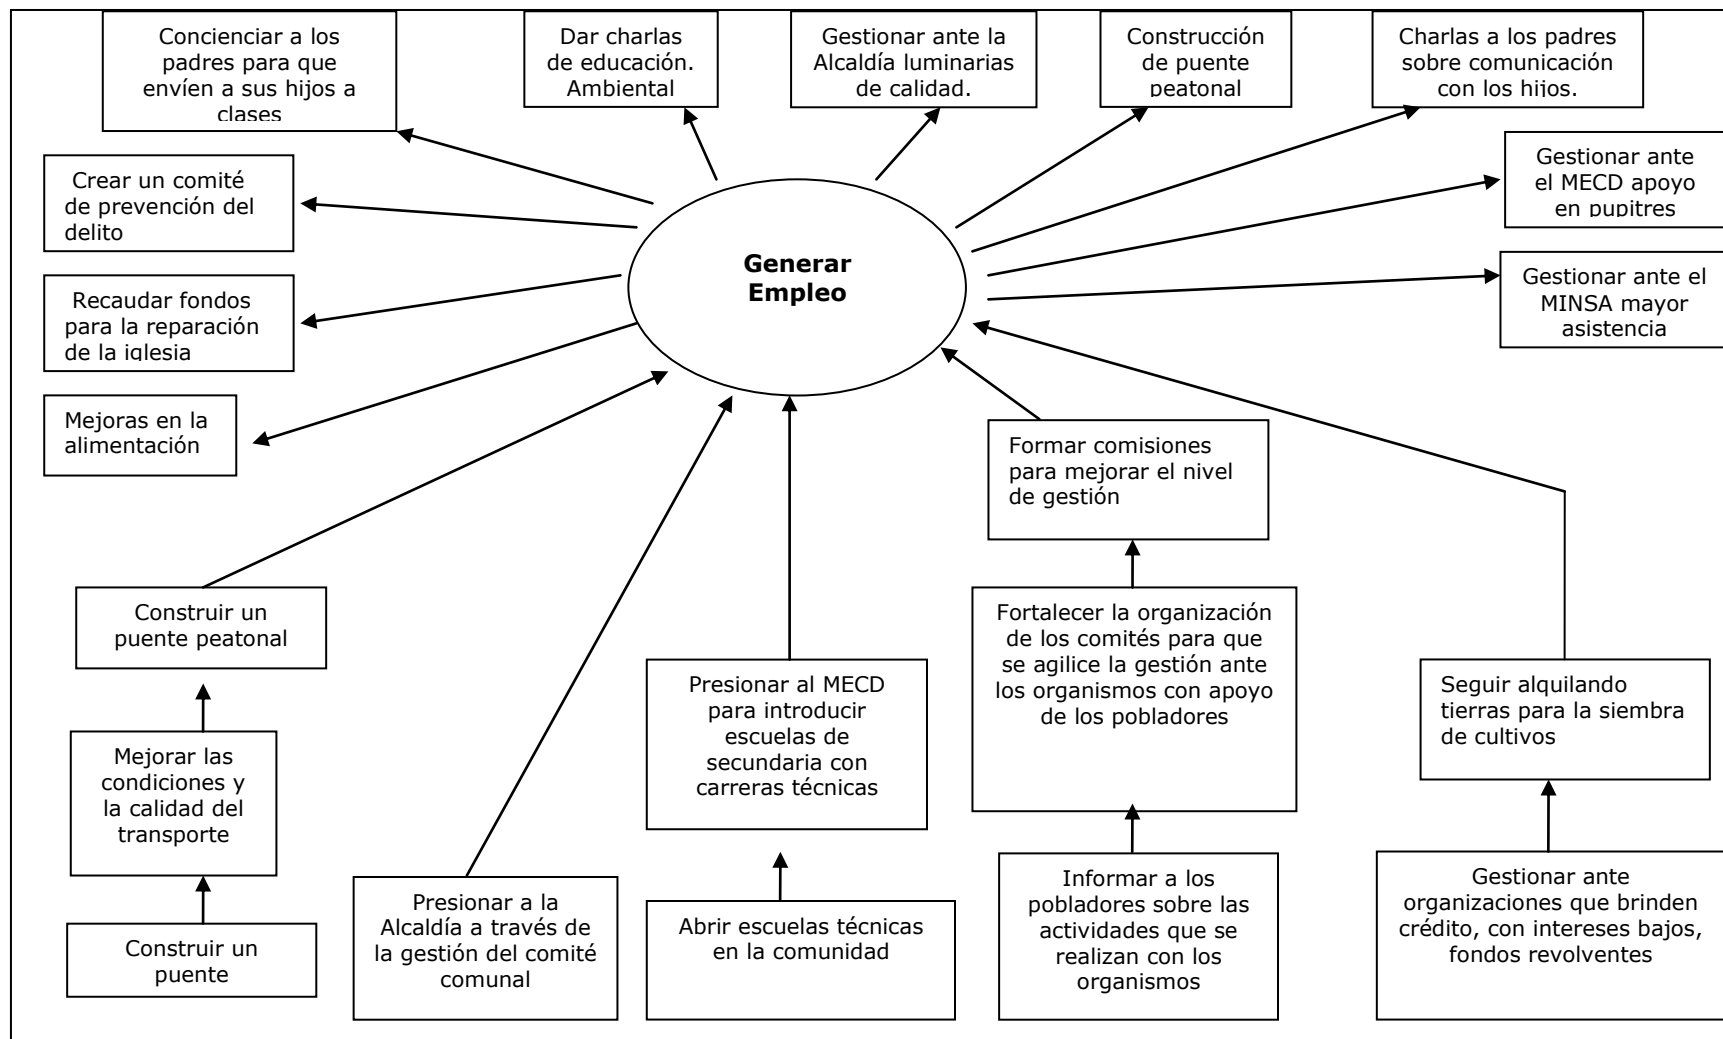 Concienciar a los
padres para que
envíen a sus hijos a
clases
Dar charlas
de educación.
Ambiental
Gestionar ante la
Alcaldía luminarias
de calidad.
Construcción
de puente
peatonal
Charlas a los padres
sobre comunicación
con los hijos.
Crear un comité
de prevención del
delito
Gestionar ante
el MECD apoyo
en pupitres
Generar
Empleo
Recaudar fondos
para la reparación
de la iglesia
Gestionar ante el
MINSA mayor
asistencia
Mejoras en la
alimentación
Formar comisiones
para mejorar el nivel
de gestión
Construir un
puente peatonal
Fortalecer la organización
de los comités para que
se agilice la gestión ante
los organismos con apoyo
de los pobladores
Presionar al MECD
para introducir
escuelas de
secundaria con
carreras técnicas
Seguir alquilando
tierras para la siembra
de cultivos
Mejorar las
condiciones y
la calidad del
transporte
Construir un
puente
Presionar a la
Alcaldía a través de
la gestión del comité
comunal
Abrir escuelas técnicas
en la comunidad
Informar a los
pobladores sobre las
actividades que se
realizan con los
organismos
Gestionar ante
organizaciones que brinden
crédito, con intereses bajos,
fondos revolventes